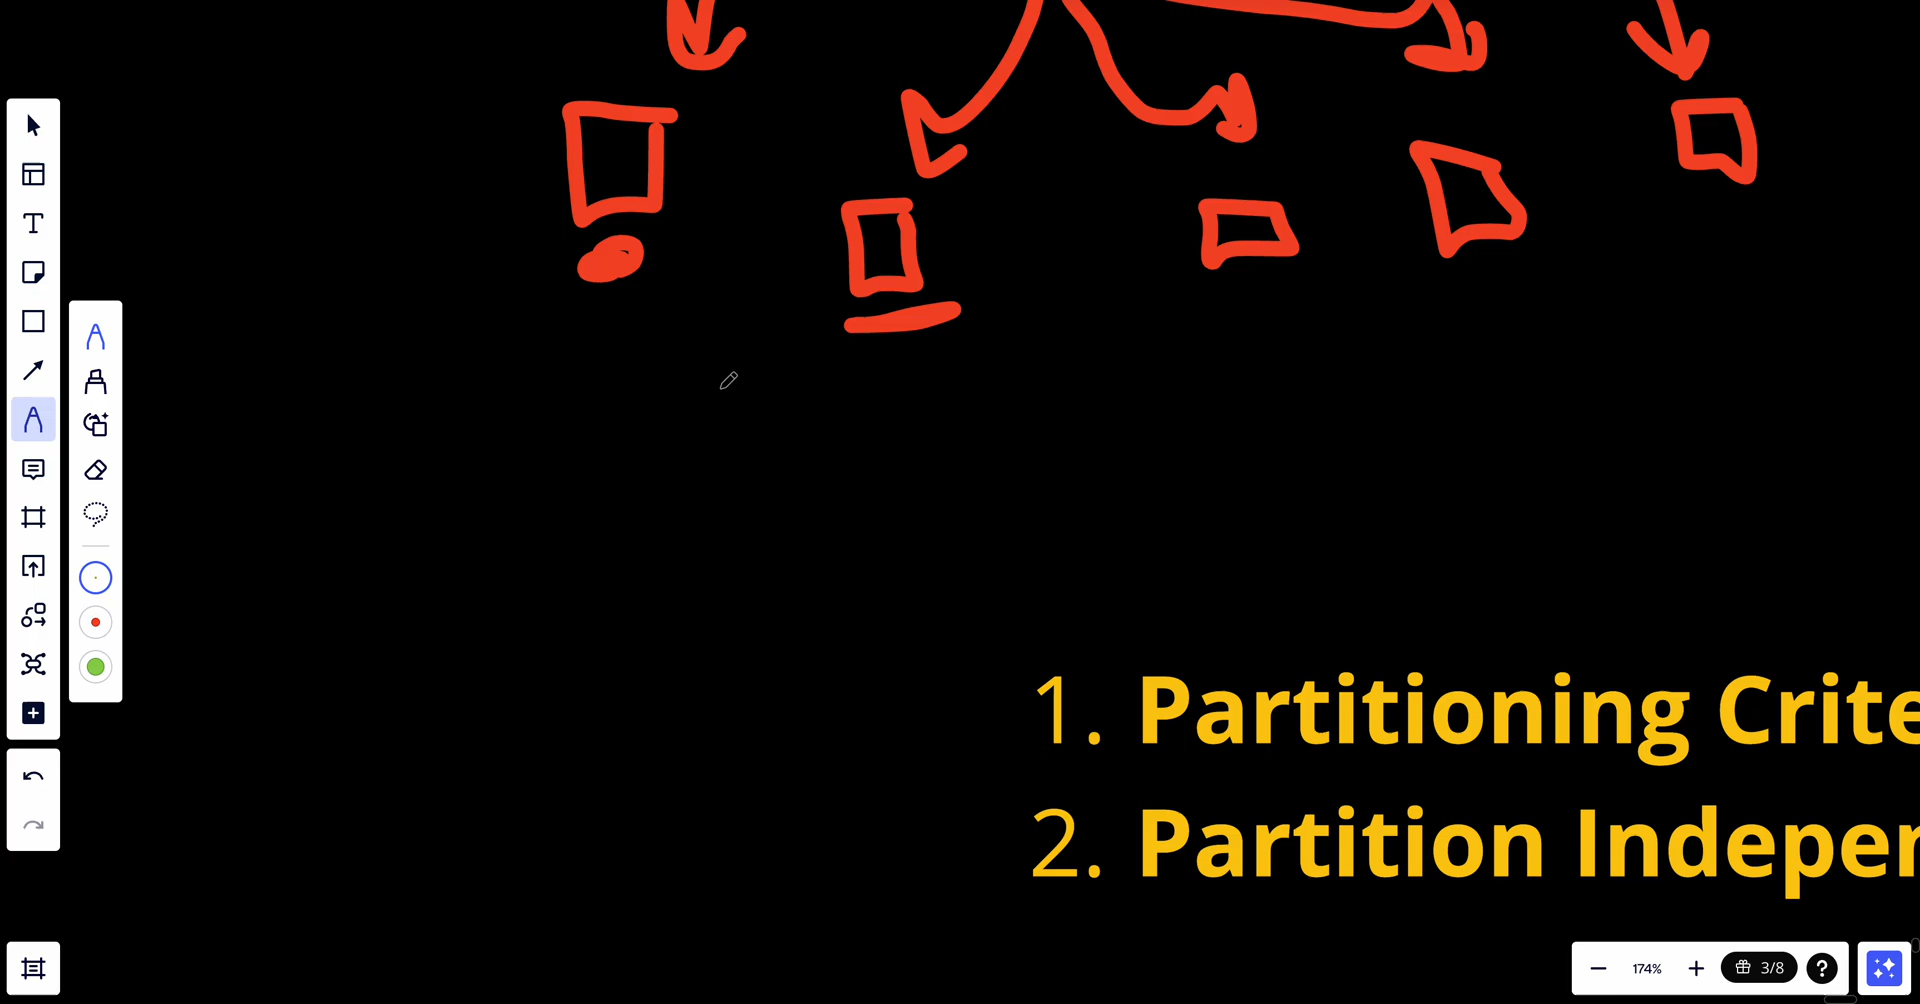 1. Partitioning Crite
2. Partition Indeper
174%
3/8
?